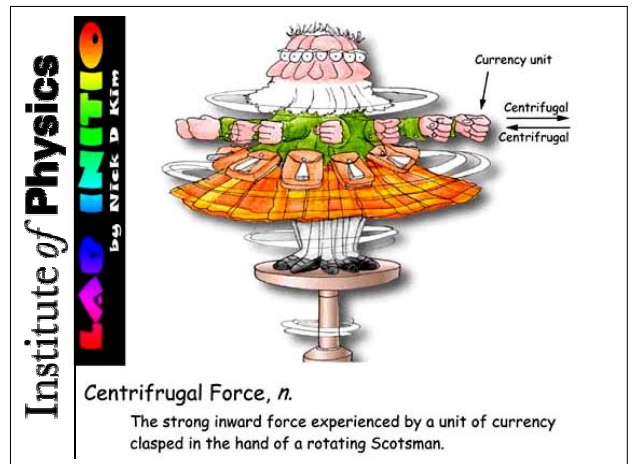 Institute of Physics
LAB INITIO
by Nick D Kim
Currency unit
Centrifugal
Centrifrugal
Centrifrugal Force, n.
The strong inward force experienced by a unit of currency
clasped in the hand of a rotating Scotsman.